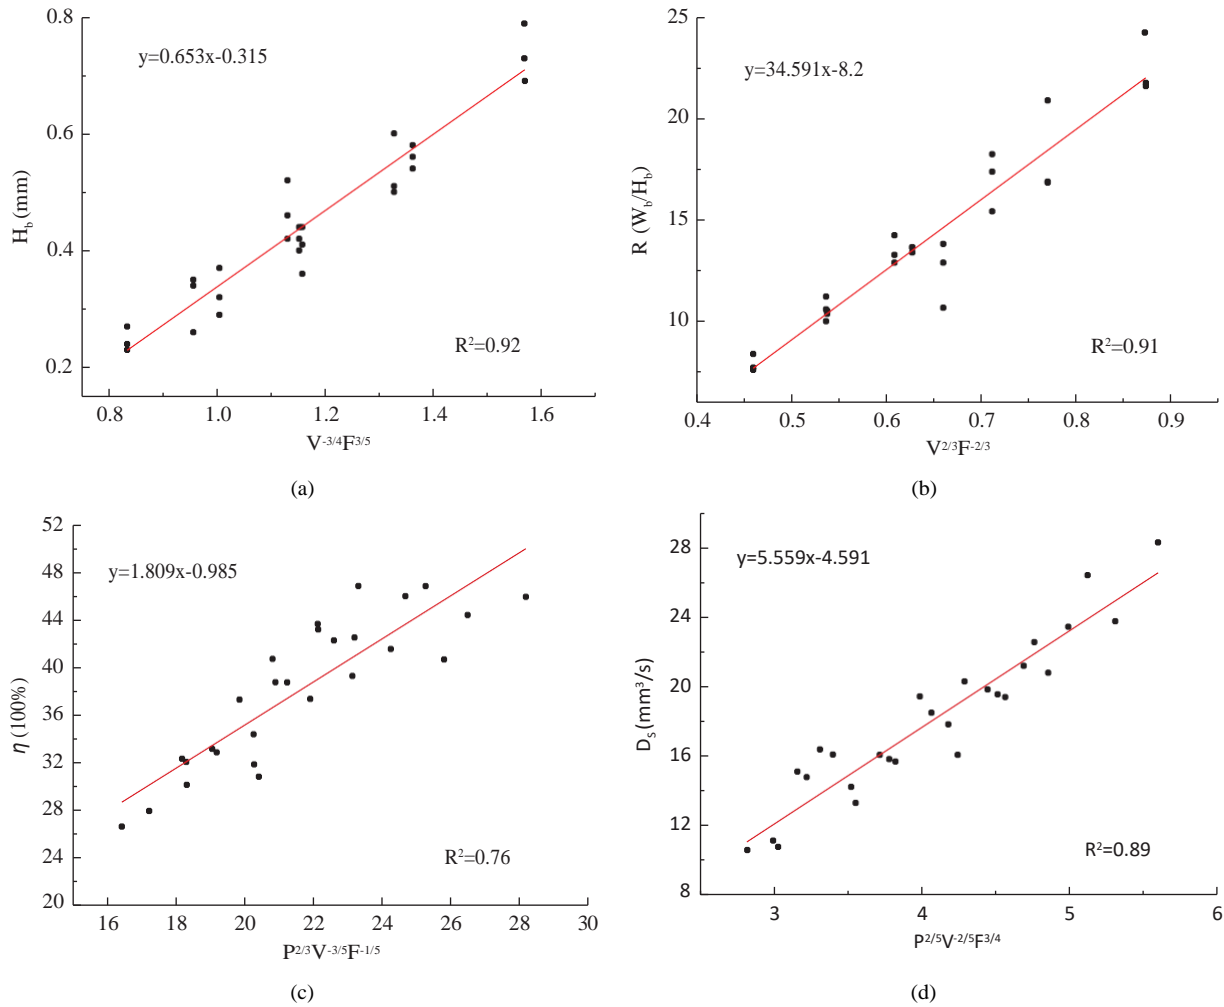 0.8
0.6
0.4
0.2
H_b (mm)
y=0.653x-0.315
R²=0.92
0.8 1.0 1.2 1.4 1.6
V^-3/4F^3/5
(a)
25
20
15
10
R (W_b/H_b)
y=34.591x-8.2
R²=0.91
0.4 0.5 0.6 0.7 0.8 0.9
V^2/3F^-2/3
(b)
52
48
44
40
36
32
28
24
20
η (100%)
y=1.809x-0.985
R²=0.76
16 18 20 22 24 26 28 30
P^2/3V^-3/5F^-1/5
(c)
28
24
20
16
12
8
D_s (mm³/s)
y=5.559x-4.591
R²=0.89
3 4 5 6
P^2/5V^-2/5F^3/4
(d)